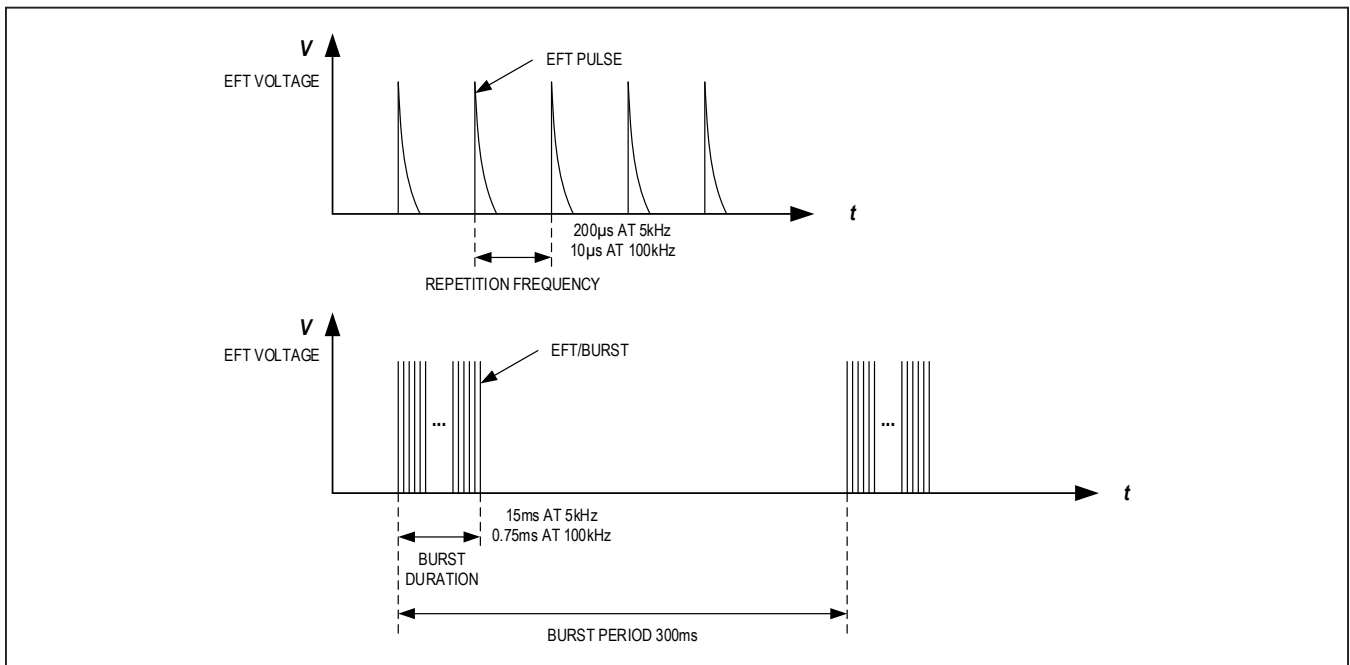 V
EFT VOLTAGE
EFT PULSE
t
200µs AT 5kHz
10µs AT 100kHz
REPETITION FREQUENCY
V
EFT VOLTAGE
EFT/BURST
...
...
t
15ms AT 5kHz
0.75ms AT 100kHz
BURST
DURATION
BURST PERIOD 300ms